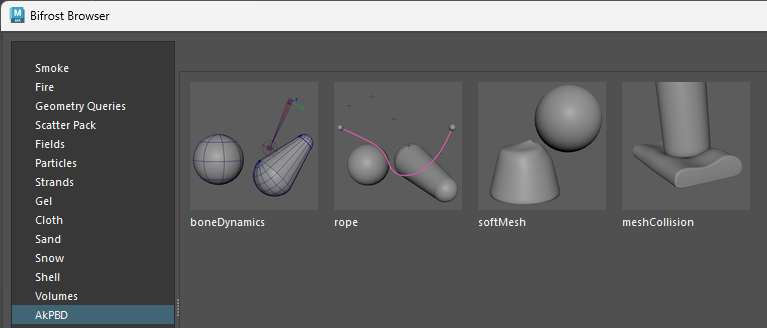 Bifrost Browser
Smoke
Fire
Geometry Queries
Scatter Pack
Fields
Particles
Strands
Gel
Cloth
Sand
Snow
Shell
Volumes
AkPBD
boneDynamics
rope
softMesh
meshCollision